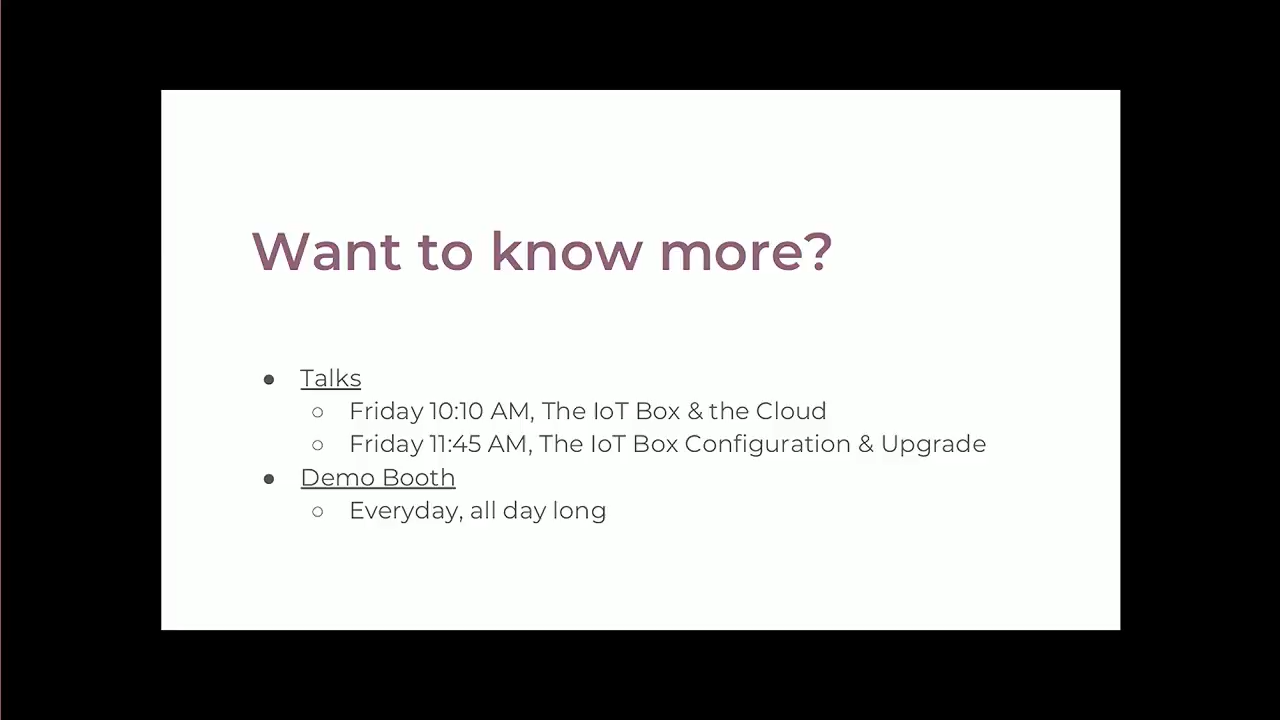 Want to know more?
● Talks
○ Friday 10:10 AM, The IoT Box & the Cloud
○ Friday 11:45 AM, The IoT Box Configuration & Upgrade
● Demo Booth
○ Everyday, all day long